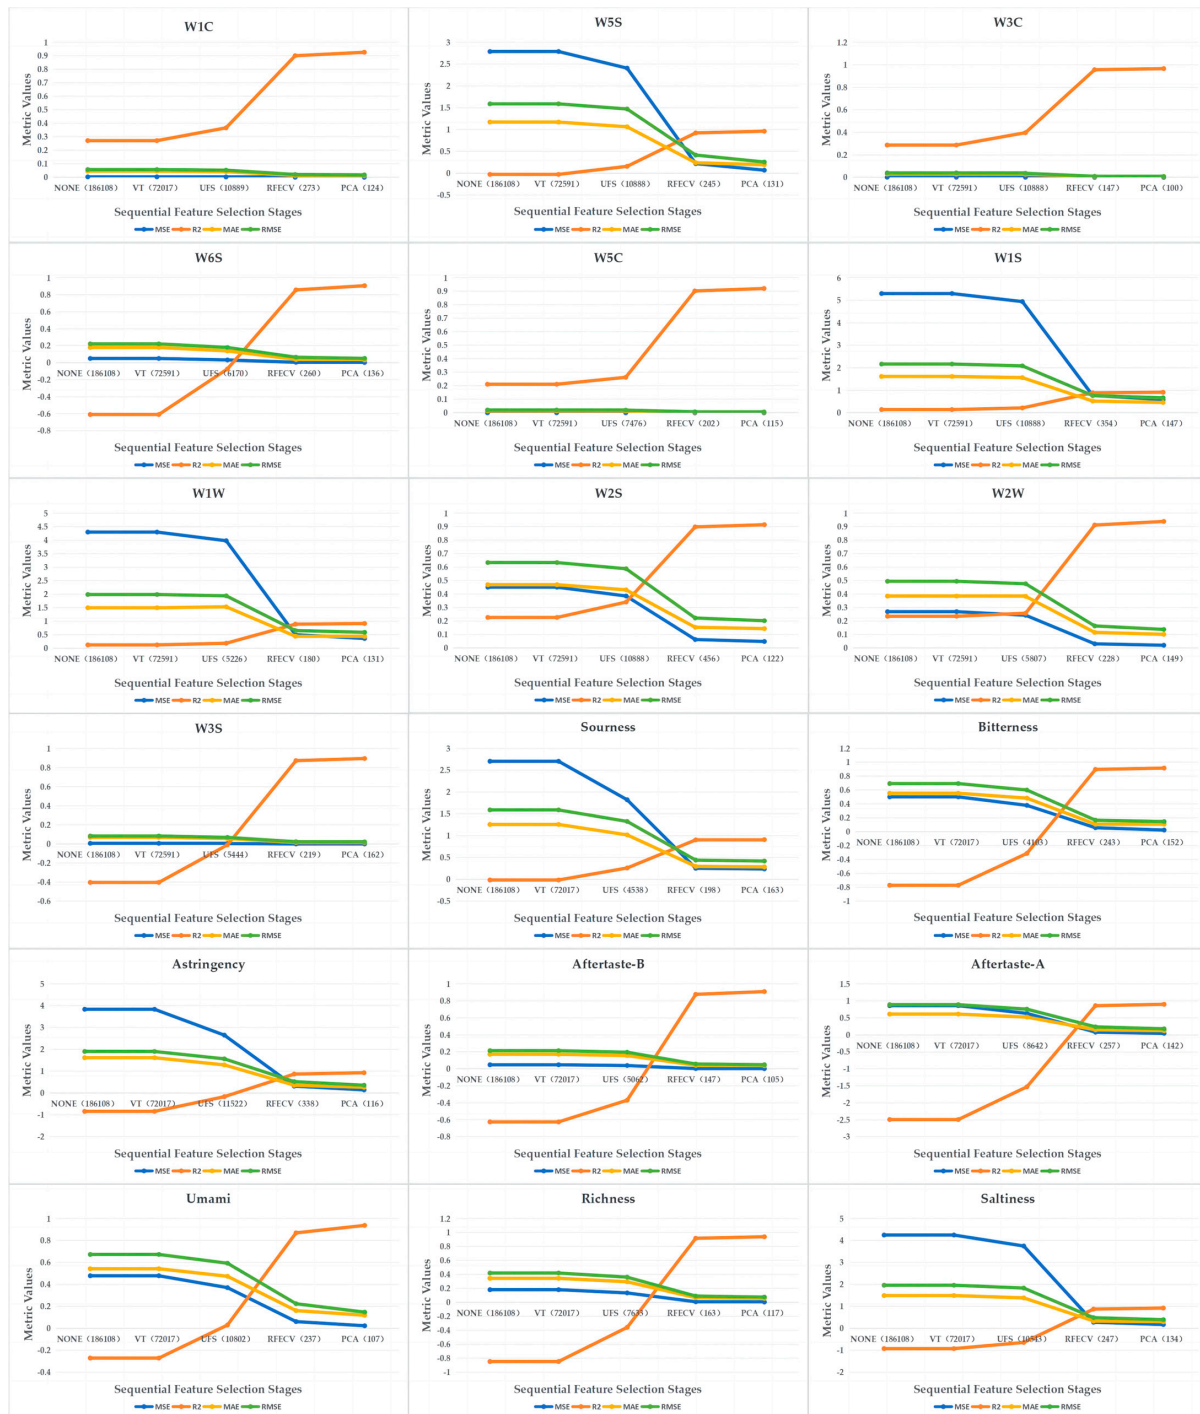 W1C
1
0.9
0.8
0.7
0.6
0.5
0.4
0.3
0.2
0.1
0
Metric Values
NONE (186108) VT (72017) UFS (10889) RFECV (273) PCA (124)
Sequential Feature Selection Stages
MSE R2 MAE RMSE
W5S
3
2.5
2
1.5
1
0.5
0
-0.5
Metric Values
NONE (186108) VT (72591) UFS (10888) RFECV (245) PCA (131)
Sequential Feature Selection Stages
MSE R2 MAE RMSE
W3C
1.2
1
0.8
0.6
0.4
0.2
0
Metric Values
NONE (186108) VT (72591) UFS (10888) RFECV (147) PCA (100)
Sequential Feature Selection Stages
MSE R2 MAE RMSE
W6S
1
0.8
0.6
0.4
0.2
0
-0.2
-0.4
-0.6
-0.8
Metric Values
NONE (186108) VT (72591) UFS (6170) RFECV (260) PCA (136)
Sequential Feature Selection Stages
MSE R2 MAE RMSE
W5C
1
0.9
0.8
0.7
0.6
0.5
0.4
0.3
0.2
0.1
0
Metric Values
NONE (186108) VT (72591) UFS (7476) RFECV (202) PCA (115)
Sequential Feature Selection Stages
MSE R2 MAE RMSE
W1S
6
5
4
3
2
1
0
Metric Values
NONE (186108) VT (72591) UFS (10888) RFECV (354) PCA (147)
Sequential Feature Selection Stages
MSE R2 MAE RMSE
W1W
5
4.5
4
3.5
3
2.5
2
1.5
1
0.5
0
Metric Values
NONE (186108) VT (72591) UFS (5226) RFECV (180) PCA (131)
Sequential Feature Selection Stages
MSE R2 MAE RMSE
W2S
1
0.9
0.8
0.7
0.6
0.5
0.4
0.3
0.2
0.1
0
Metric Values
NONE (186108) VT (72591) UFS (10888) RFECV (456) PCA (122)
Sequential Feature Selection Stages
MSE R2 MAE RMSE
W2W
1
0.9
0.8
0.7
0.6
0.5
0.4
0.3
0.2
0.1
0
Metric Values
NONE (186108) VT (72591) UFS (5807) RFECV (228) PCA (149)
Sequential Feature Selection Stages
MSE R2 MAE RMSE
W3S
1
0.8
0.6
0.4
0.2
0
-0.2
-0.4
-0.6
Metric Values
NONE (186108) VT (72591) UFS (5444) RFECV (219) PCA (162)
Sequential Feature Selection Stages
MSE R2 MAE RMSE
Sourness
3
2.5
2
1.5
1
0.5
0
-0.5
Metric Values
NONE (186108) VT (72017) UFS (4538) RFECV (198) PCA (163)
Sequential Feature Selection Stages
MSE R2 MAE RMSE
Bitterness
1.2
1
0.8
0.6
0.4
0.2
0
-0.2
-0.4
-0.6
-0.8
-1
Metric Values
NONE (186108) VT (72017) UFS (4103) RFECV (243) PCA (152)
Sequential Feature Selection Stages
MSE R2 MAE RMSE
Astringency
5
4
3
2
1
0
-1
-2
Metric Values
NONE (186108) VT (72017) UFS (11522) RFECV (338) PCA (116)
Sequential Feature Selection Stages
MSE R2 MAE RMSE
Aftertaste-B
1
0.8
0.6
0.4
0.2
0
-0.2
-0.4
-0.6
-0.8
Metric Values
NONE (186108) VT (72017) UFS (5062) RFECV (147) PCA (105)
Sequential Feature Selection Stages
MSE R2 MAE RMSE
Aftertaste-A
1.5
1
0.5
0
-0.5
-1
-1.5
-2
-2.5
-3
Metric Values
NONE (186108) VT (72017) UFS (8642) RFECV (257) PCA (142)
Sequential Feature Selection Stages
MSE R2 MAE RMSE
Umami
1
0.8
0.6
0.4
0.2
0
-0.2
-0.4
Metric Values
NONE (186108) VT (72017) UFS (10802) RFECV (237) PCA (107)
Sequential Feature Selection Stages
MSE R2 MAE RMSE
Richness
1.2
1
0.8
0.6
0.4
0.2
0
-0.2
-0.4
-0.6
-0.8
-1
Metric Values
NONE (186108) VT (72017) UFS (7633) RFECV (163) PCA (117)
Sequential Feature Selection Stages
MSE R2 MAE RMSE
Saltiness
5
4
3
2
1
0
-1
-2
Metric Values
NONE (186108) VT (72017) UFS (10543) RFECV (247) PCA (134)
Sequential Feature Selection Stages
MSE R2 MAE RMSE